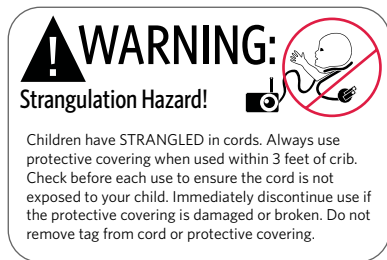 WARNING:
Strangulation Hazard!
Children have STRANGLED in cords. Always use
protective covering when used within 3 feet of crib.
Check before each use to ensure the cord is not
exposed to your child. Immediately discontinue use if
the protective covering is damaged or broken. Do not
remove tag from cord or protective covering.